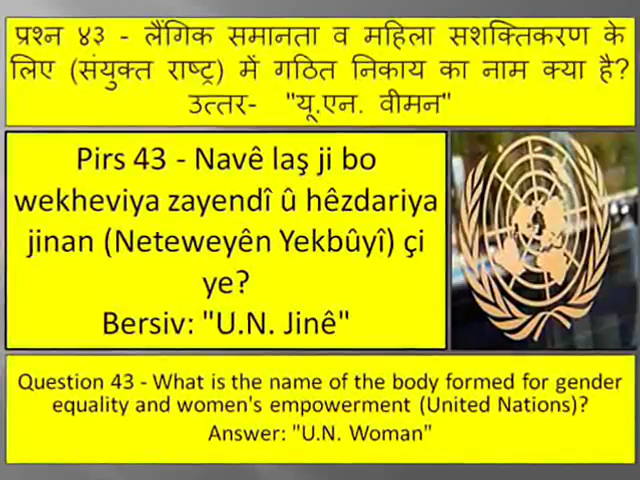 प्रश्न ४३ - लैंगिक समानता व महिला सशक्तिकरण के
लिए (संयुक्त राष्ट्र) में गठित निकाय का नाम क्या है?
उत्तर-  "यू.एन. वीमन"
Pirs 43 - Navê laş ji bo
wekheviya zayendî û hêzdariya
jinan (Neteweyên Yekbûyî) çi
ye?
Bersiv: "U.N. Jinê"
Question 43 - What is the name of the body formed for gender
equality and women's empowerment (United Nations)?
Answer: "U.N. Woman"